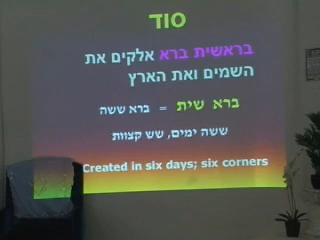 סוד
בראשית ברא אלקים את
השמים ואת הארץ
ברא שית = ברא ששה
ששה ימים, שש קצוות
Created in six days; six corners